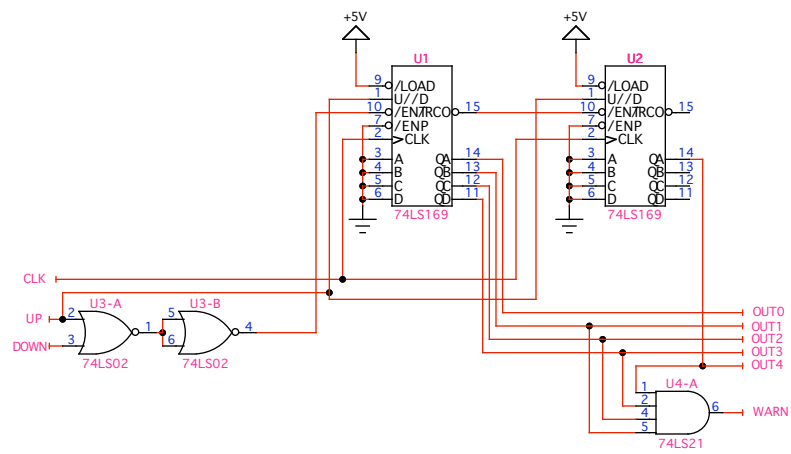 +5V
+5V
U1
U2
9 /LOAD
1 U//D
10 /ENT /RCO 15
7 /ENP
2 CLK
3 A QA 14
4 B QB 13
5 C QC 12
6 D QD 11
74LS169
9 /LOAD
1 U//D
10 /ENT /RCO 15
7 /ENP
2 CLK
3 A QA 14
4 B QB 13
5 C QC 12
6 D QD 11
74LS169
CLK
U3-A
U3-B
UP
2
1
5
4
DOWN
3
6
74LS02
74LS02
OUT0
OUT1
OUT2
OUT3
OUT4
U4-A
1
2
4
5
6
WARN
74LS21